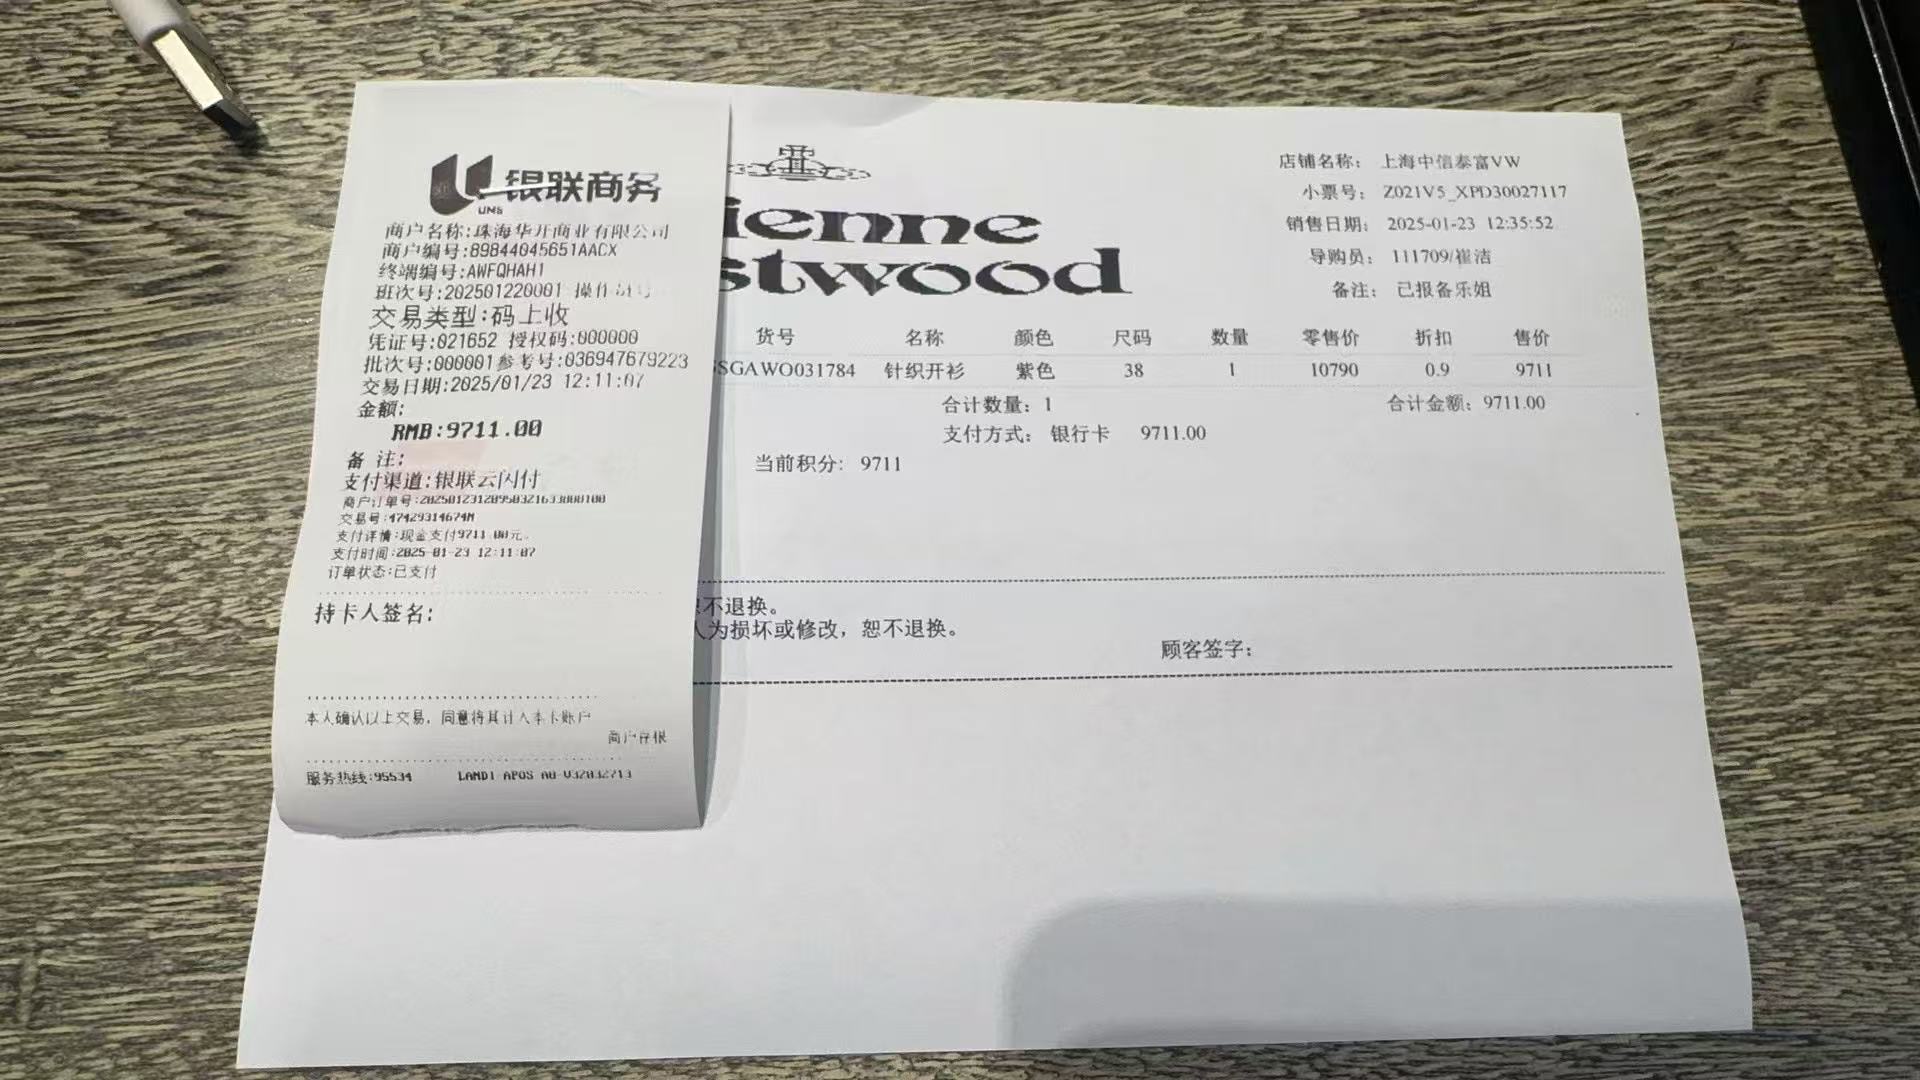 银联商务
UMS
商户名称:珠海华开商业有限公司
商户编号:89844045651AACX
终端编号:AWFQHAH1
班次号:202501220001
交易类型:码上收
凭证号:021652 授权码:000000
批次号:000001参考号:036947679223
交易日期:2025/01/23 12:11:07
金额:
RMB:9711.00
备 注:
支付渠道:银联云闪付
商户订单号:
交易号:47429314674M
支付详情:现金支付9711.00元。
支付时间:2025-01-23 12:11:07
订单状态:已支付
持卡人签名:
本人确认以上交易，同意将其计入本卡账户
商户存根
服务热线:95534 LANDI APOS
ienne
stwood
店铺名称： 上海中信泰富VW
小票号： Z021V5_XPD30027117
销售日期： 2025-01-23 12:35:52
导购员： 111709/崔洁
备注： 已报备乐姐
货号 名称 颜色 尺码 数量 零售价 折扣 售价
SGAWO031784 针织开衫 紫色 38 1 10790 0.9 9711
合计数量：1 合计金额：9711.00
支付方式： 银行卡 9711.00
当前积分： 9711
不退换。
人为损坏或修改，恕不退换。
顾客签字：